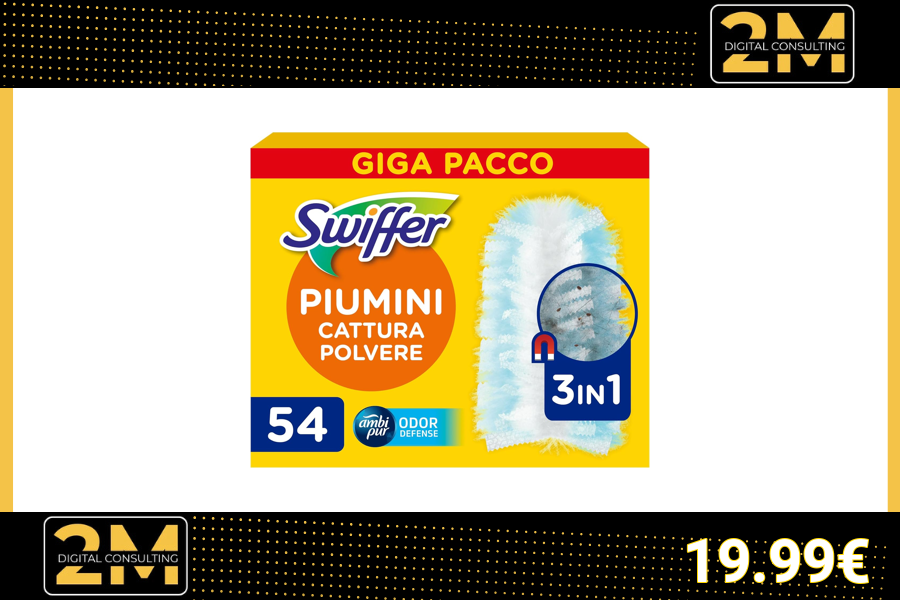 2M
DIGITAL CONSULTING
GIGA PACCO
Swiffer
PIUMINI
CATTURA
POLVERE
3IN1
54
ambi
pur
ODOR
DEFENSE
2M
DIGITAL CONSULTING
19.99€